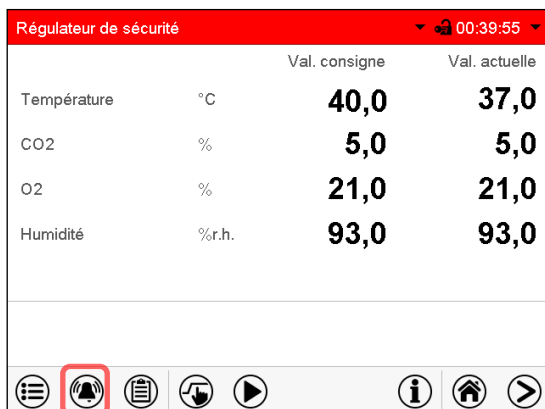 Régulateur de sécurité 00:39:55
Val. consigne Val. actuelle
Température °C 40,0 37,0
CO2 % 5,0 5,0
O2 % 21,0 21,0
Humidité %r.h. 93,0 93,0